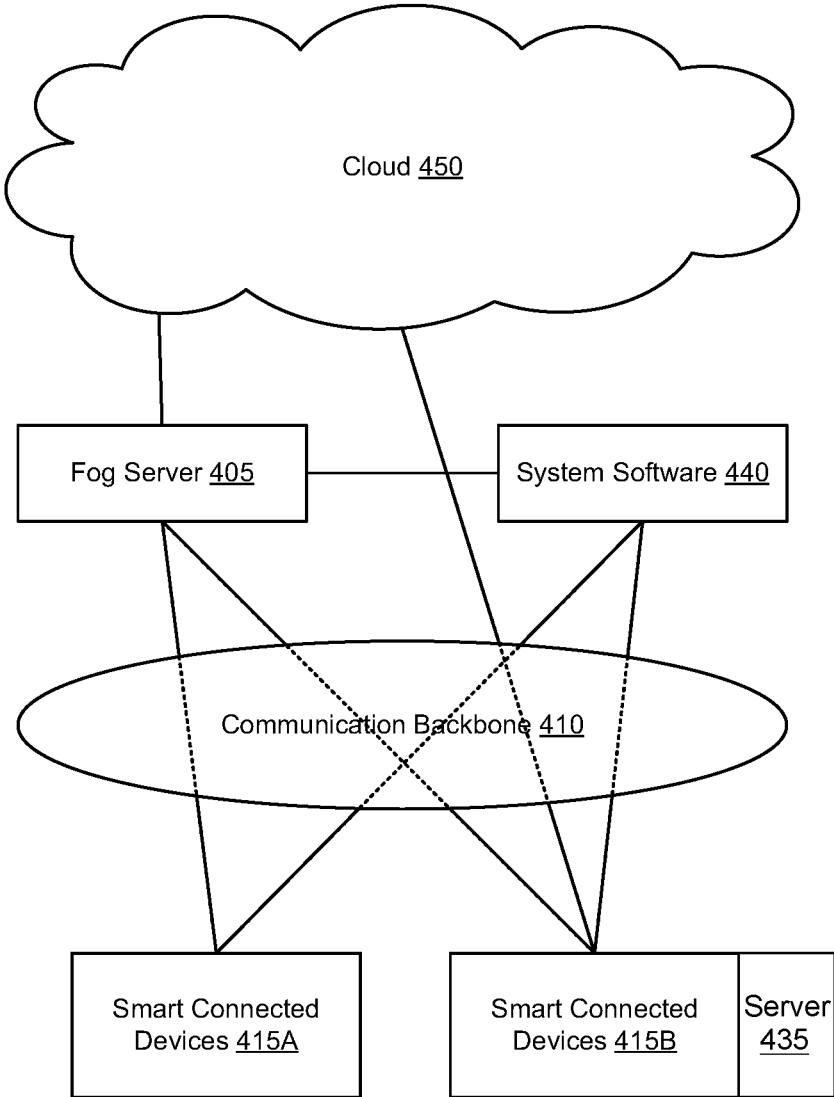 Cloud 450
Fog Server 405
System Software 440
Communication Backbone 410
Smart Connected
Devices 415A
Smart Connected
Devices 415B
Server
435